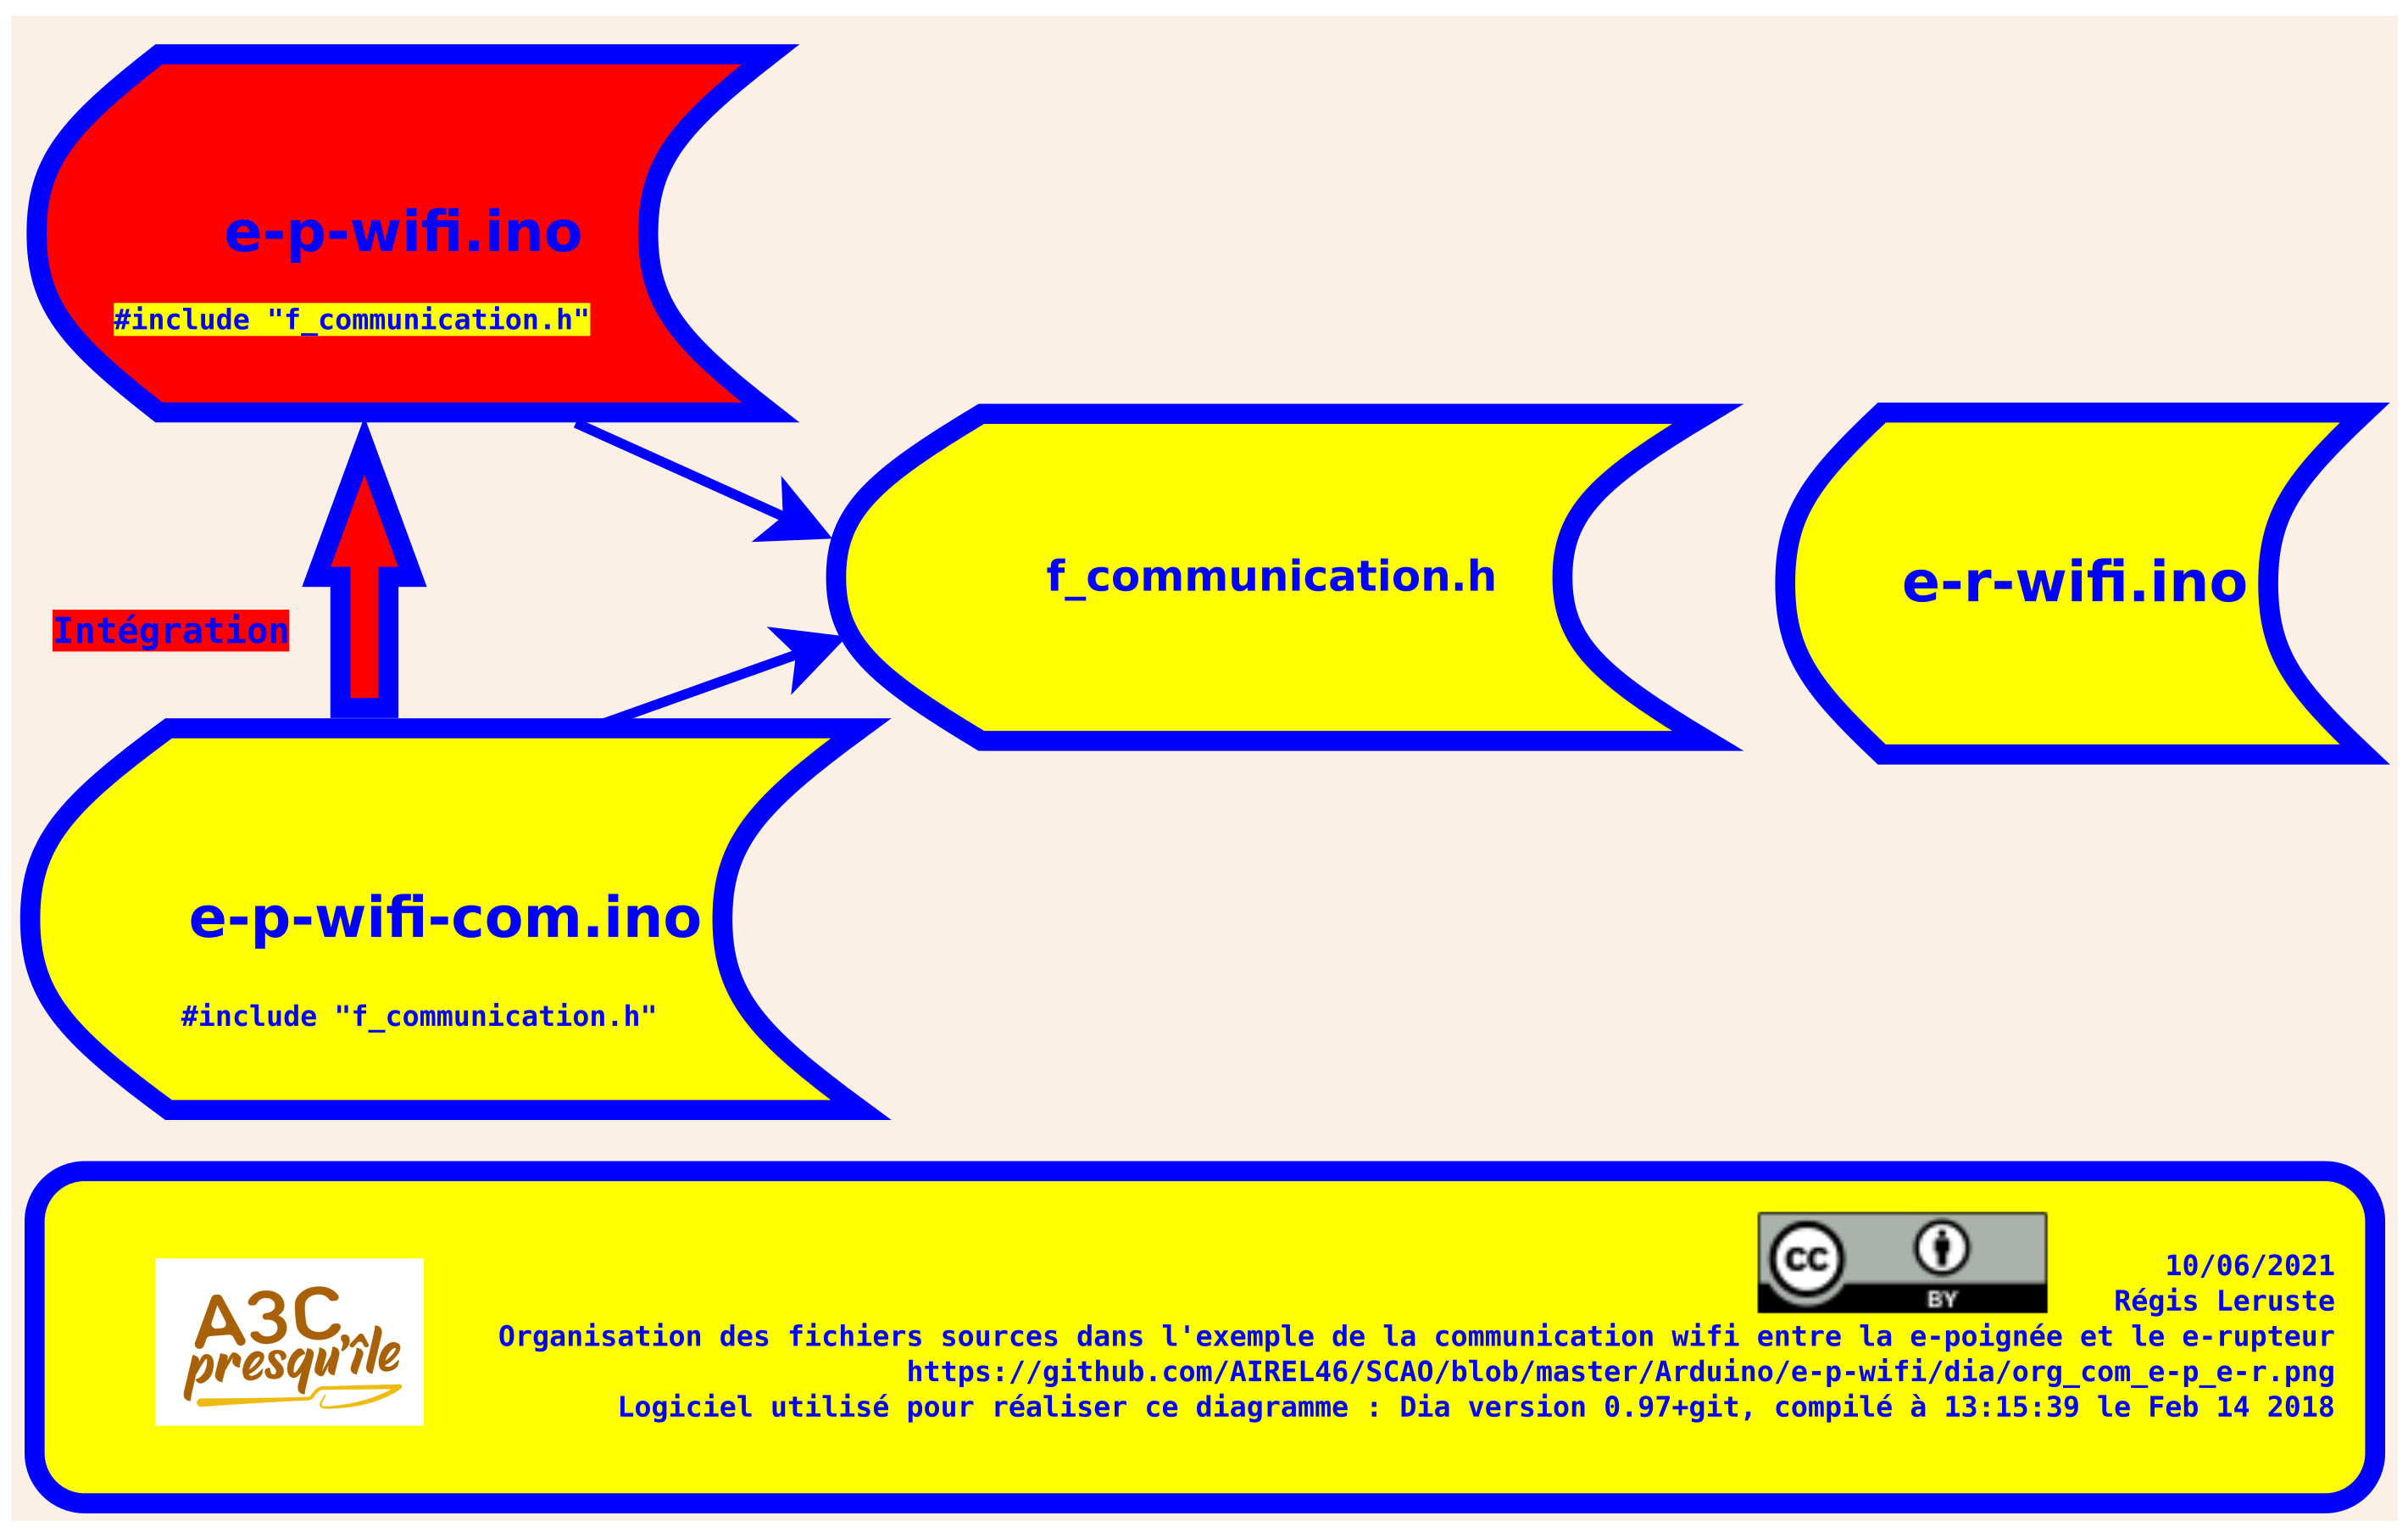 e-p-wifi.ino
#include "f_communication.h"
f_communication.h
e-r-wifi.ino
Intégration
e-p-wifi-com.ino
#include "f_communication.h"
A3C
presqu'île
cc
BY
10/06/2021
Régis Leruste
Organisation des fichiers sources dans l'exemple de la communication wifi entre la e-poignée et le e-rupteur
https://github.com/AIREL46/SCAO/blob/master/Arduino/e-p-wifi/dia/org_com_e-p_e-r.png
Logiciel utilisé pour réaliser ce diagramme : Dia version 0.97+git, compilé à 13:15:39 le Feb 14 2018